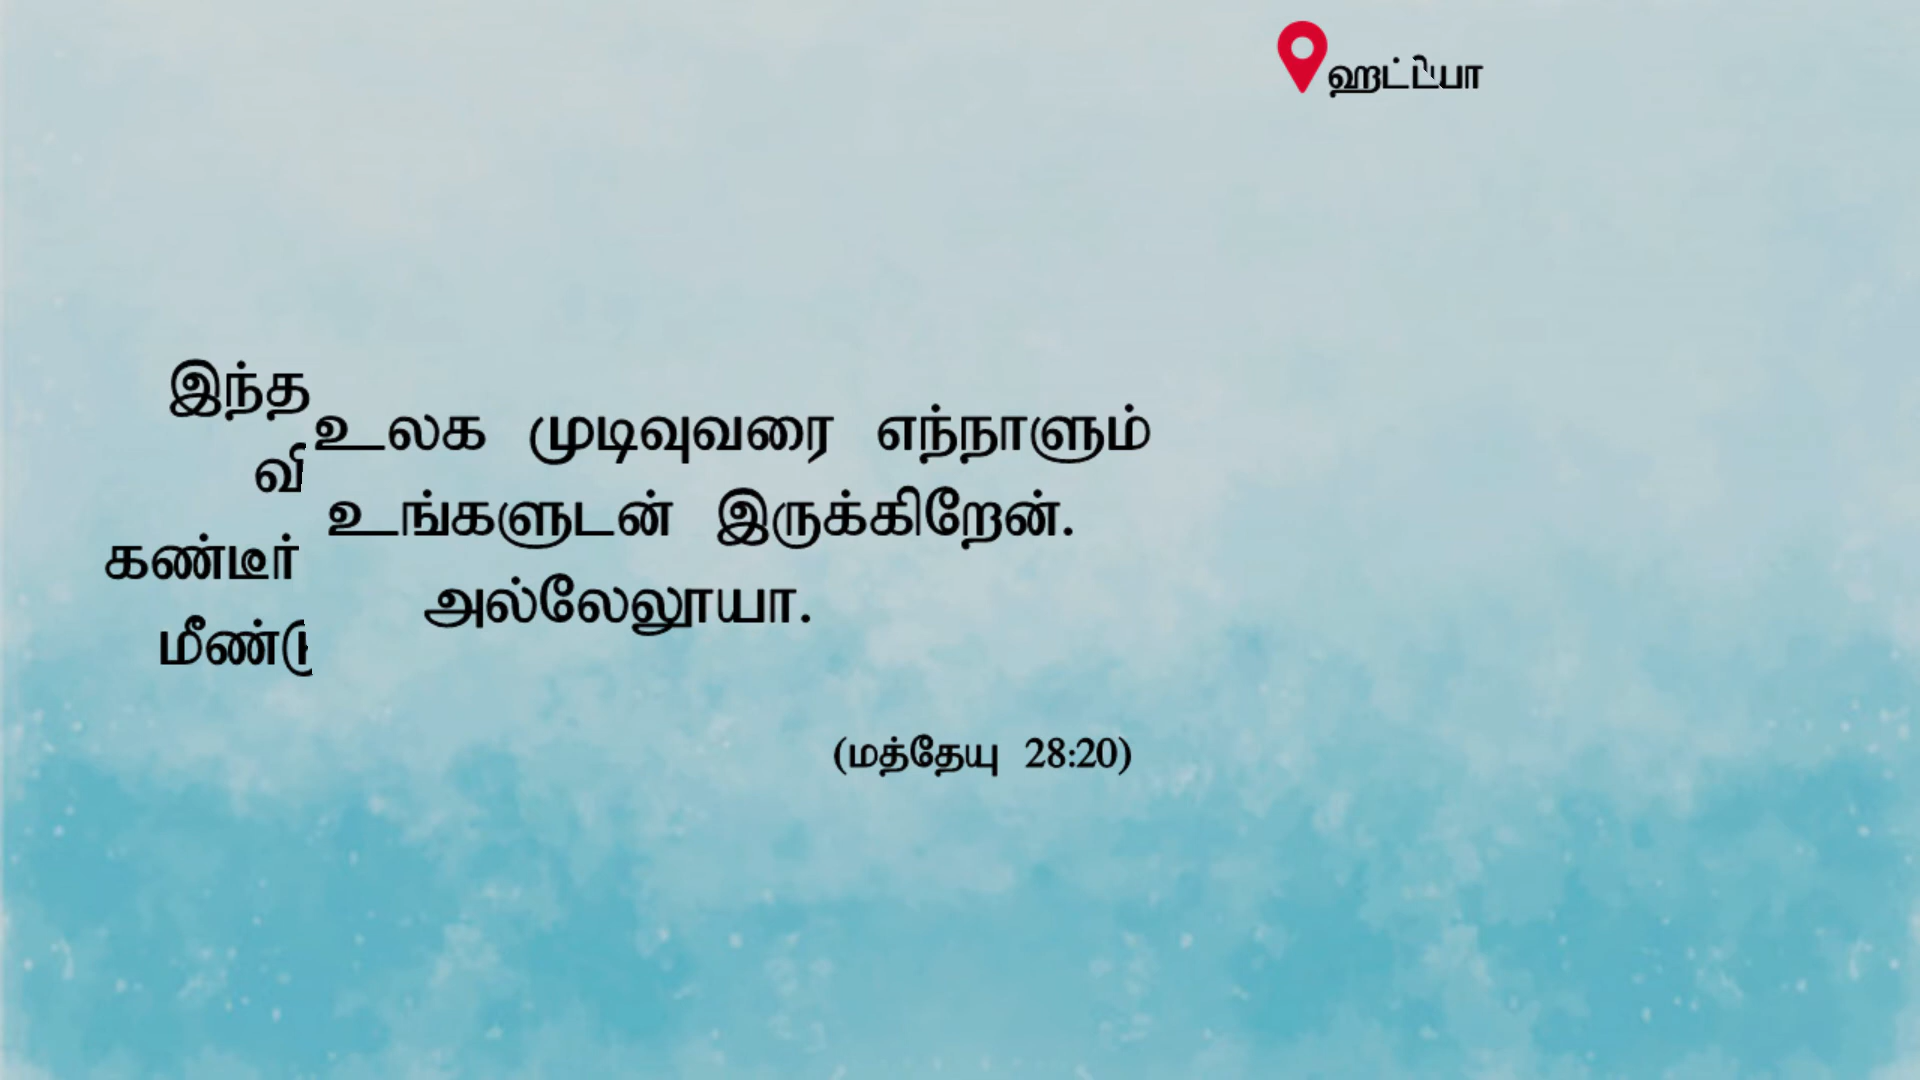 ஹட்டியா
இந்த
உலக முடிவுவரை எந்நாளும்
வி
உங்களுடன் இருக்கிறேன்.
கண்டீர்
அல்லேலூயா.
மீண்டு
(மத்தேயு 28:20)